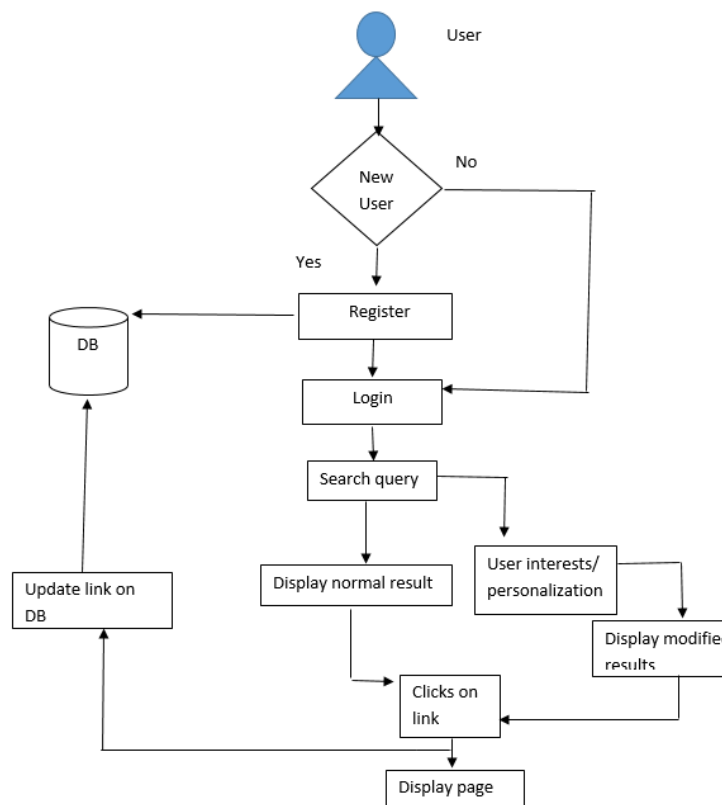 User
No
New
User
Yes
Register
DB
Login
Search query
User interests/
personalization
Display normal result
Update link on
DB
Display modified
results
Clicks on
link
Display page